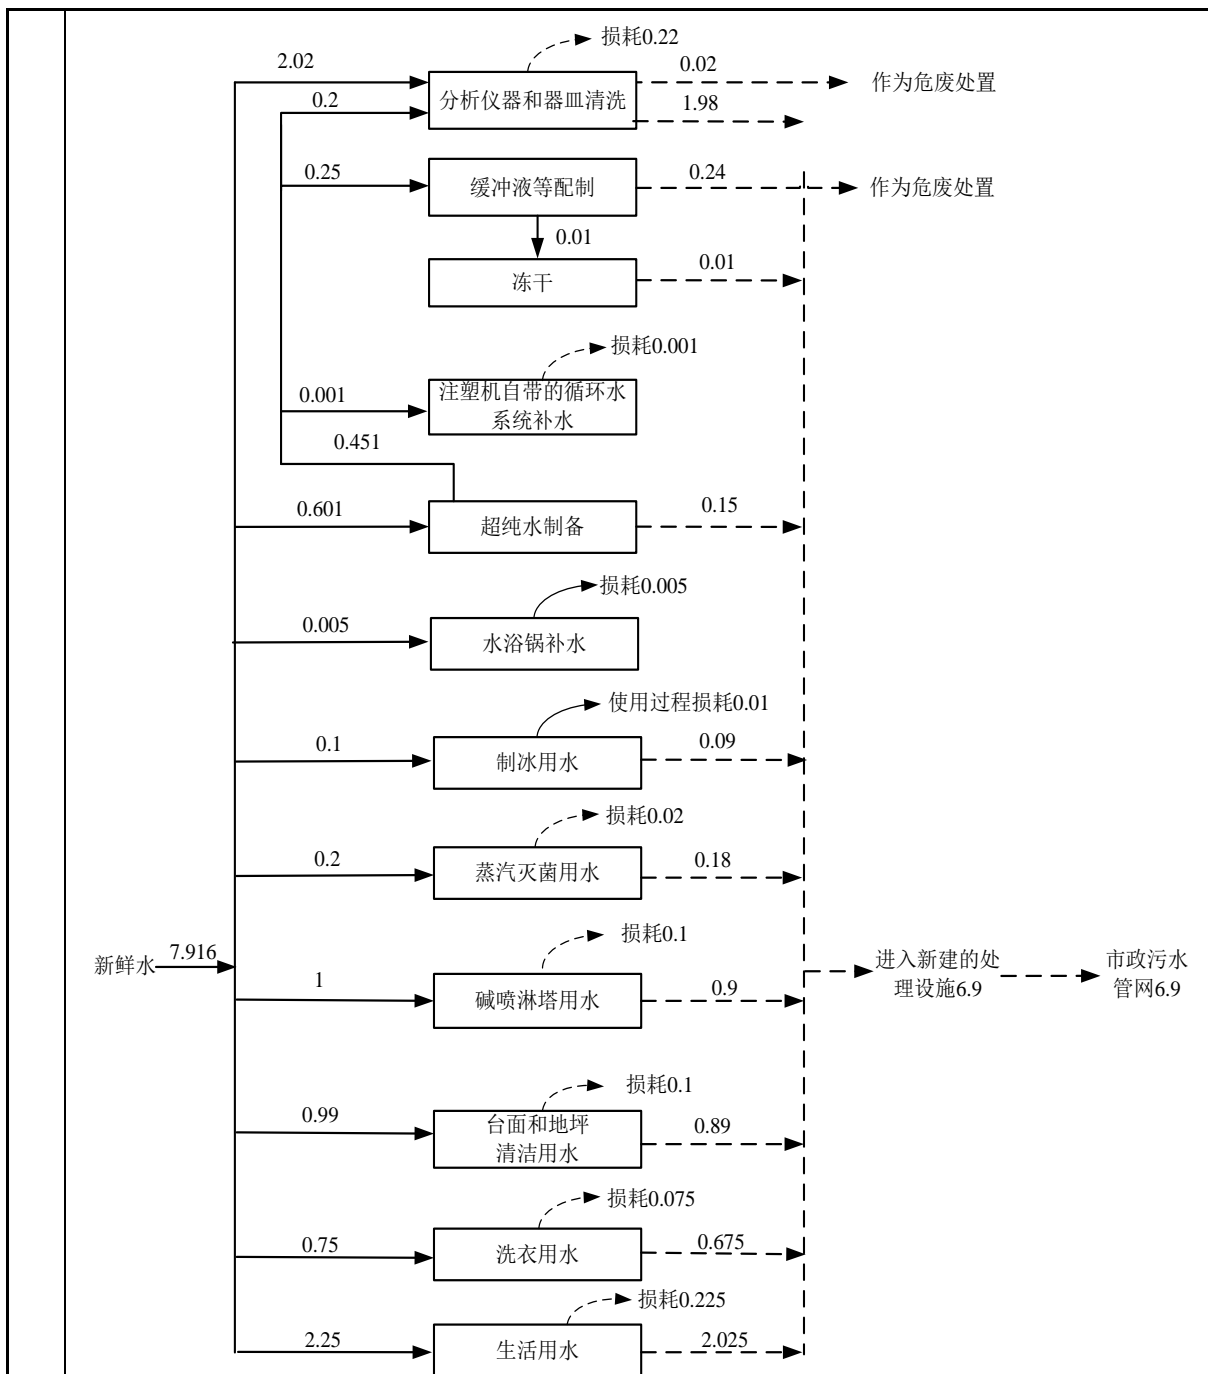 损耗0.22
2.02
0.02
作为危废处置
分析仪器和器皿清洗
0.2
1.98
0.25
缓冲液等配制
0.24
作为危废处置
0.01
冻干
0.01
损耗0.001
0.001
注塑机自带的循环水
系统补水
0.451
0.601
超纯水制备
0.15
损耗0.005
0.005
水浴锅补水
使用过程损耗0.01
0.1
制冰用水
0.09
损耗0.02
0.2
蒸汽灭菌用水
0.18
损耗0.1
新鲜水
7.916
1
碱喷淋塔用水
0.9
进入新建的处
理设施6.9
市政污水
管网6.9
损耗0.1
0.99
台面和地坪
清洁用水
0.89
损耗0.075
0.75
洗衣用水
0.675
损耗0.225
2.25
生活用水
2.025